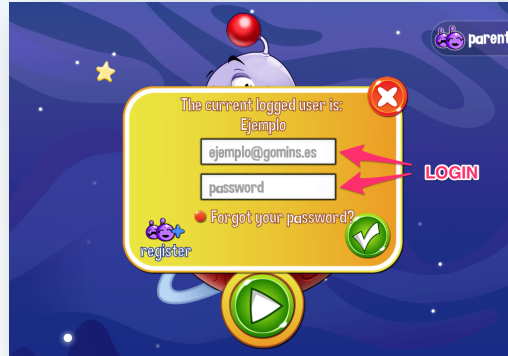 parent
The current logged user is:
Ejemplo
ejemplo@gomins.es
LOGIN
password
Forgot your password?
register